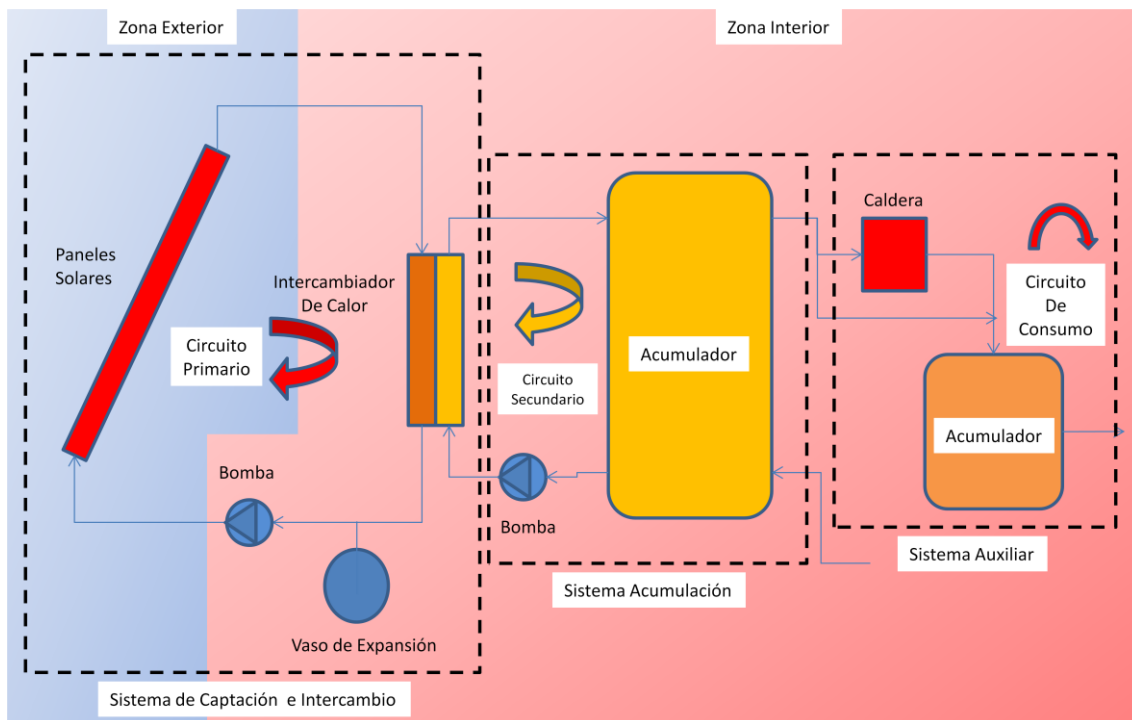 Zona Exterior
Zona Interior
Caldera
Paneles
Solares
Intercambiador
De Calor
Circuito
De
Consumo
Circuito
Primario
Acumulador
Circuito
Secundario
Acumulador
Bomba
Bomba
Sistema Auxiliar
Sistema Acumulación
Vaso de Expansión
Sistema de Captación e Intercambio